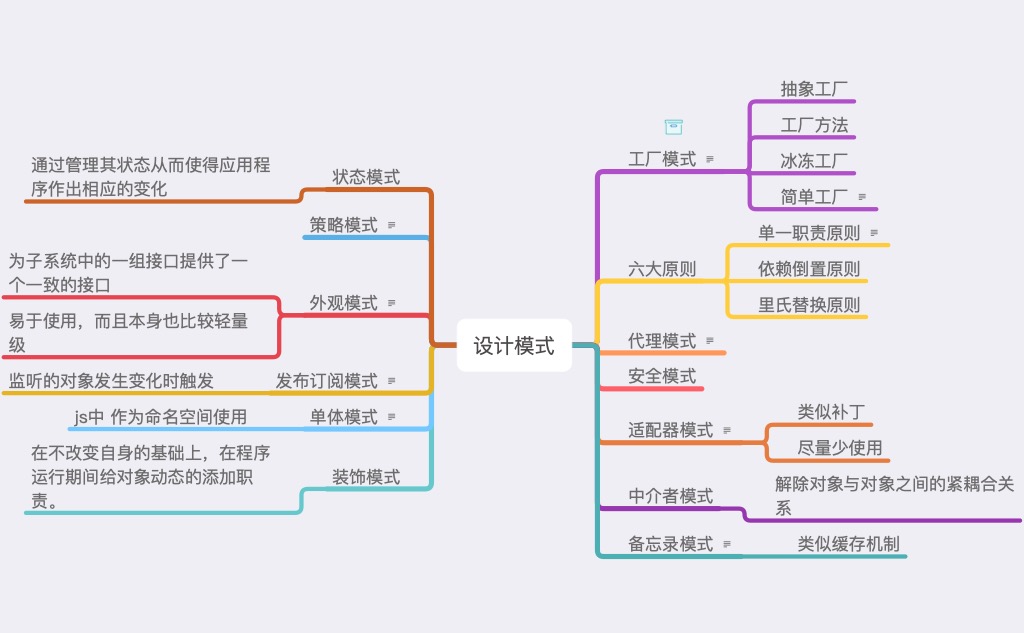 设计模式
工厂模式
抽象工厂
工厂方法
冰冻工厂
简单工厂
六大原则
单一职责原则
依赖倒置原则
里氏替换原则
代理模式
安全模式
适配器模式
类似补丁
尽量少使用
中介者模式
解除对象与对象之间的紧耦合关
系
备忘录模式
类似缓存机制
状态模式
通过管理其状态从而使得应用程
序作出相应的变化
策略模式
外观模式
为子系统中的一组接口提供了一
个一致的接口
易于使用，而且本身也比较轻量
级
发布订阅模式
监听的对象发生变化时触发
单体模式
js中 作为命名空间使用
装饰模式
在不改变自身的基础上，在程序
运行期间给对象动态的添加职
责。